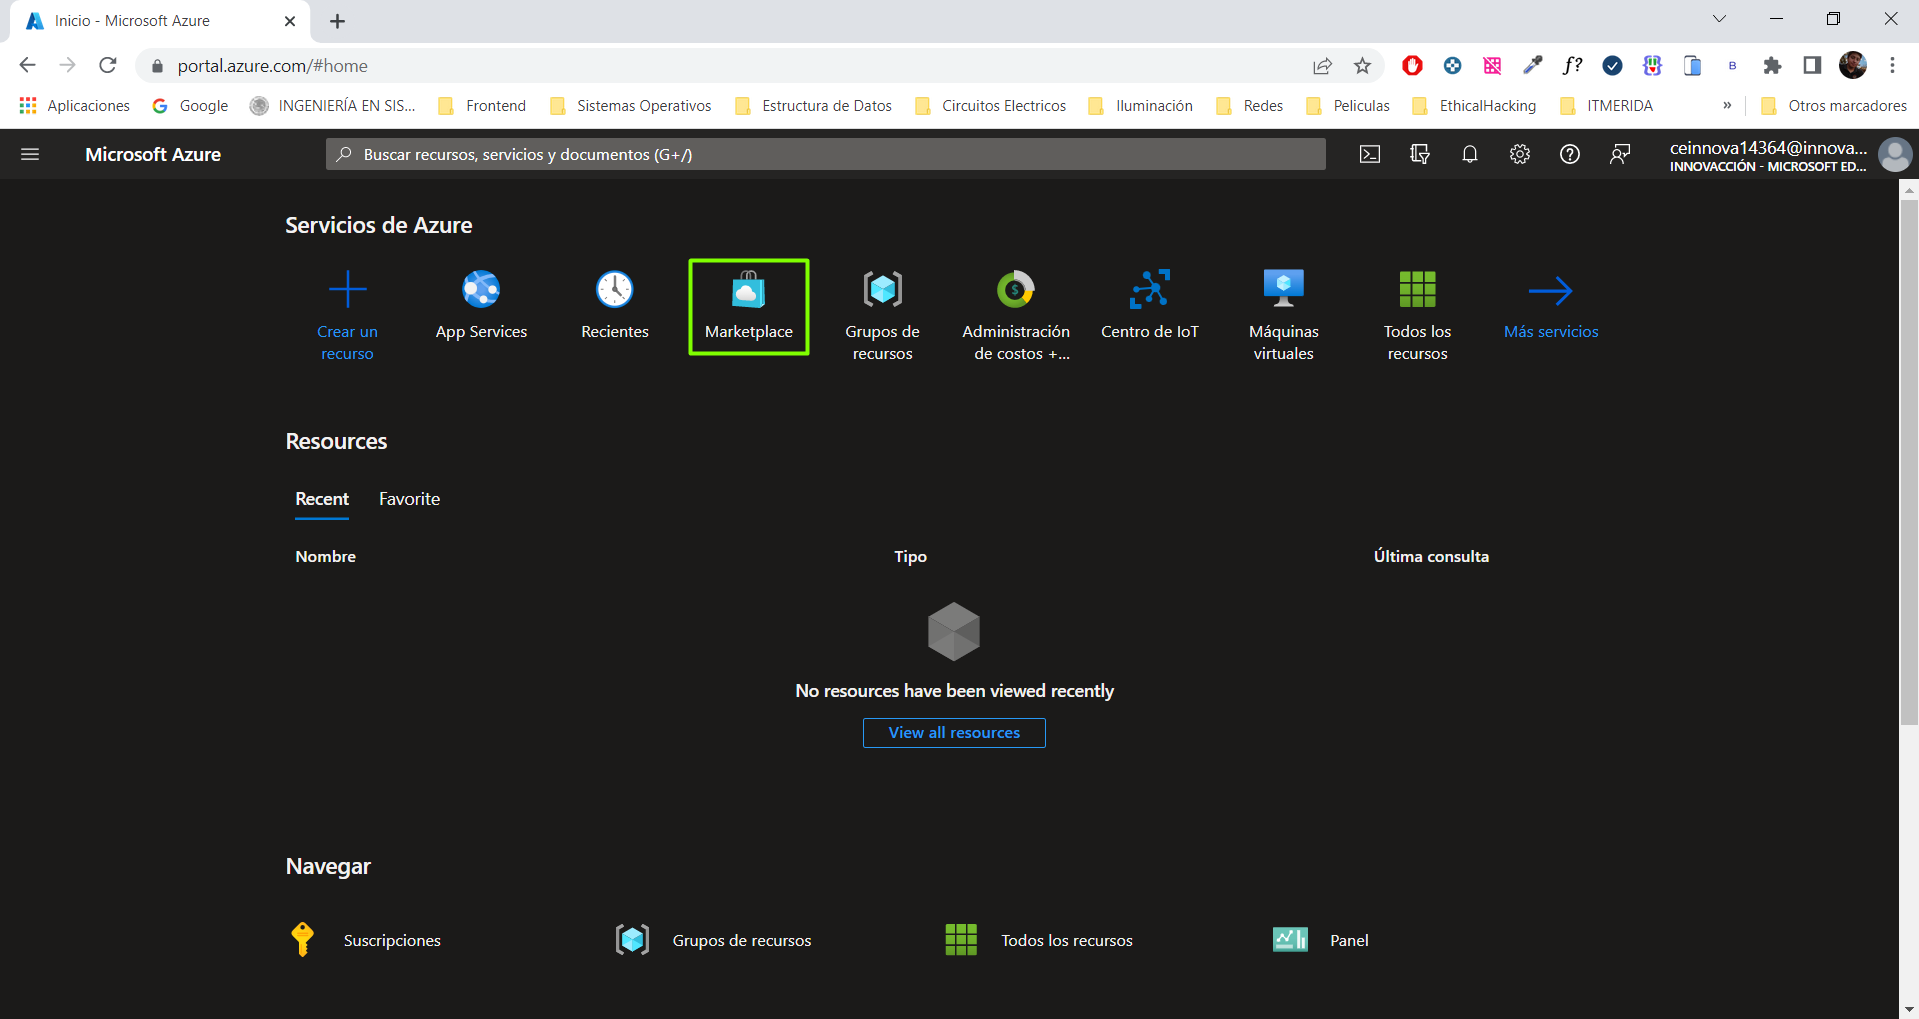 Inicio - Microsoft Azure
portal.azure.com/#home
f?
B
Aplicaciones
Google
INGENIERÍA EN SIS...
Frontend
Sistemas Operativos
Estructura de Datos
Circuitos Electricos
Iluminación
Redes
Peliculas
EthicalHacking
ITMERIDA
»
Otros marcadores
Microsoft Azure
Buscar recursos, servicios y documentos (G+/)
ceinnova14364@innova...
INNOVACCIÓN - MICROSOFT ED...
Servicios de Azure
Crear un
recurso
App Services
Recientes
Marketplace
Grupos de
recursos
Administración
de costos +...
Centro de IoT
Máquinas
virtuales
Todos los
recursos
Más servicios
Resources
Recent
Favorite
Nombre
Tipo
Última consulta
No resources have been viewed recently
View all resources
Navegar
Suscripciones
Grupos de recursos
Todos los recursos
Panel